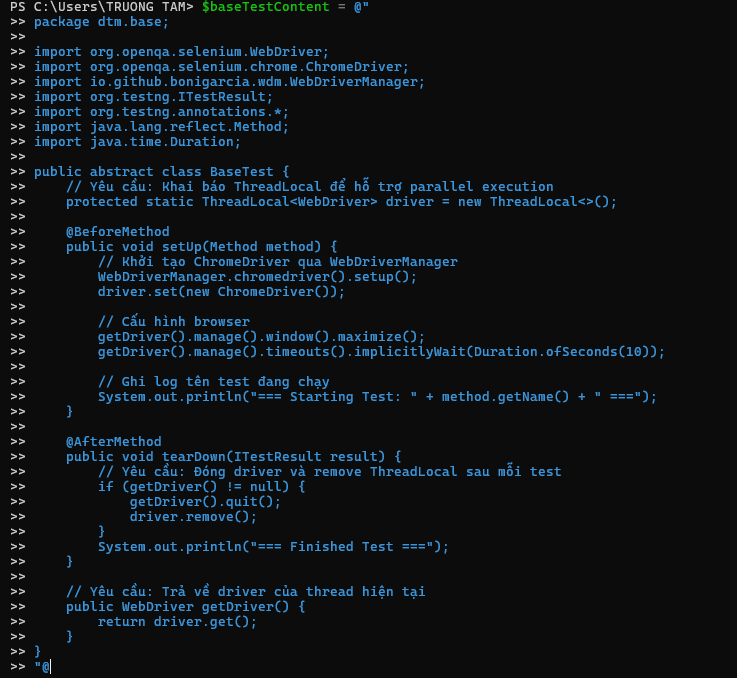 PS C:\Users\TRUONG TAM> $baseTestContent = @"
>> package dtm.base;
>>
>> import org.openqa.selenium.WebDriver;
>> import org.openqa.selenium.chrome.ChromeDriver;
>> import io.github.bonigarcia.wdm.WebDriverManager;
>> import org.testng.ITestResult;
>> import org.testng.annotations.*;
>> import java.lang.reflect.Method;
>> import java.time.Duration;
>>
>> public abstract class BaseTest {
>>     // Yêu cầu: Khai báo ThreadLocal để hỗ trợ parallel execution
>>     protected static ThreadLocal<WebDriver> driver = new ThreadLocal<>();
>>
>>     @BeforeMethod
>>     public void setUp(Method method) {
>>         // Khởi tạo ChromeDriver qua WebDriverManager
>>         WebDriverManager.chromedriver().setup();
>>         driver.set(new ChromeDriver());
>>
>>         // Cấu hình browser
>>         getDriver().manage().window().maximize();
>>         getDriver().manage().timeouts().implicitlyWait(Duration.ofSeconds(10));
>>
>>         // Ghi log tên test đang chạy
>>         System.out.println("=== Starting Test: " + method.getName() + " ===");
>>     }
>>
>>     @AfterMethod
>>     public void tearDown(ITestResult result) {
>>         // Yêu cầu: Đóng driver và remove ThreadLocal sau mỗi test
>>         if (getDriver() != null) {
>>             getDriver().quit();
>>             driver.remove();
>>         }
>>         System.out.println("=== Finished Test ===");
>>     }
>>
>>     // Yêu cầu: Trả về driver của thread hiện tại
>>     public WebDriver getDriver() {
>>         return driver.get();
>>     }
>> }
>> "@